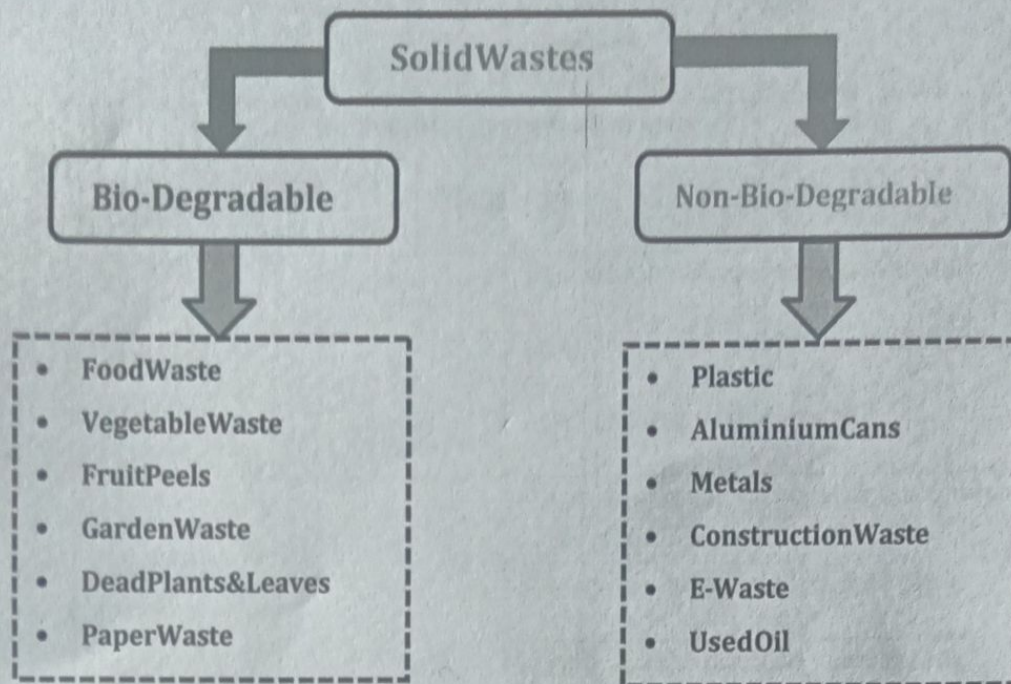 SolidWastes
Bio-Degradable
Non-Bio-Degradable
• FoodWaste
• VegetableWaste
• FruitPeels
• GardenWaste
• DeadPlants&Leaves
• PaperWaste
• Plastic
• AluminiumCans
• Metals
• ConstructionWaste
• E-Waste
• UsedOil